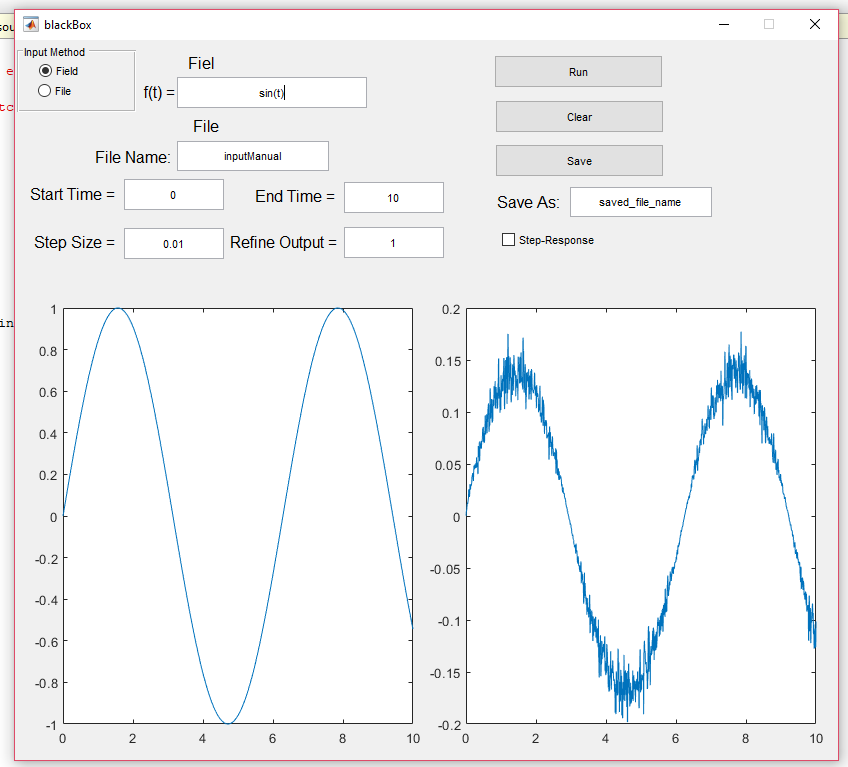 blackBox
sou
Input Method
Field
File
Fiel
f(t) =
sin(t)
Run
e
tc
Clear
File
File Name:
inputManual
Save
Start Time =
0
End Time =
10
Save As:
saved_file_name
Step Size =
0.01
Refine Output =
1
Step-Response
in
1
0.8
0.6
0.4
0.2
0
-0.2
-0.4
-0.6
-0.8
-1
0 2 4 6 8 10
0.2
0.15
0.1
0.05
0
-0.05
-0.1
-0.15
-0.2
0 2 4 6 8 10